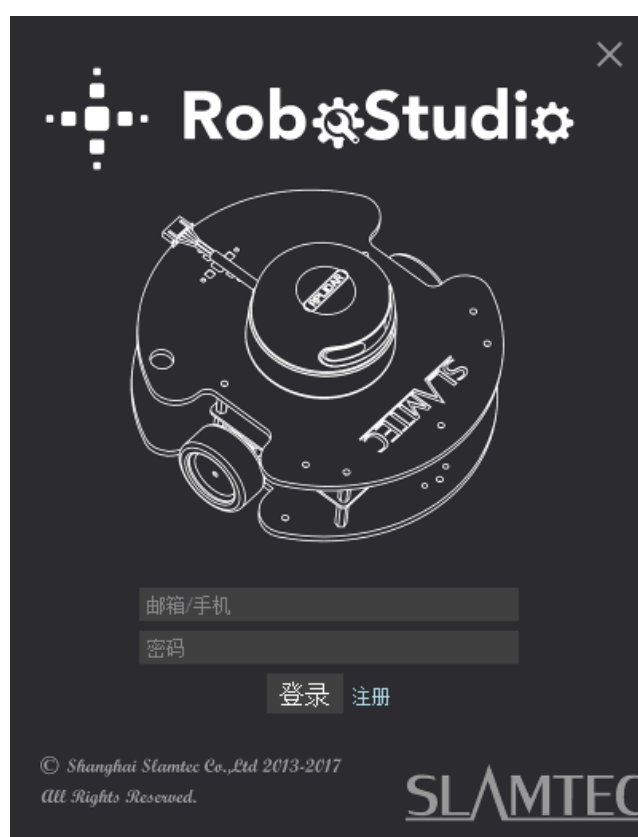 RoboStudio
RPLIDAR
SLAMTEC
邮箱/手机
密码
登录 注册
© Shanghai Slamtec Co.,Ltd 2013-2017
All Rights Reserved.
SLAMTEC